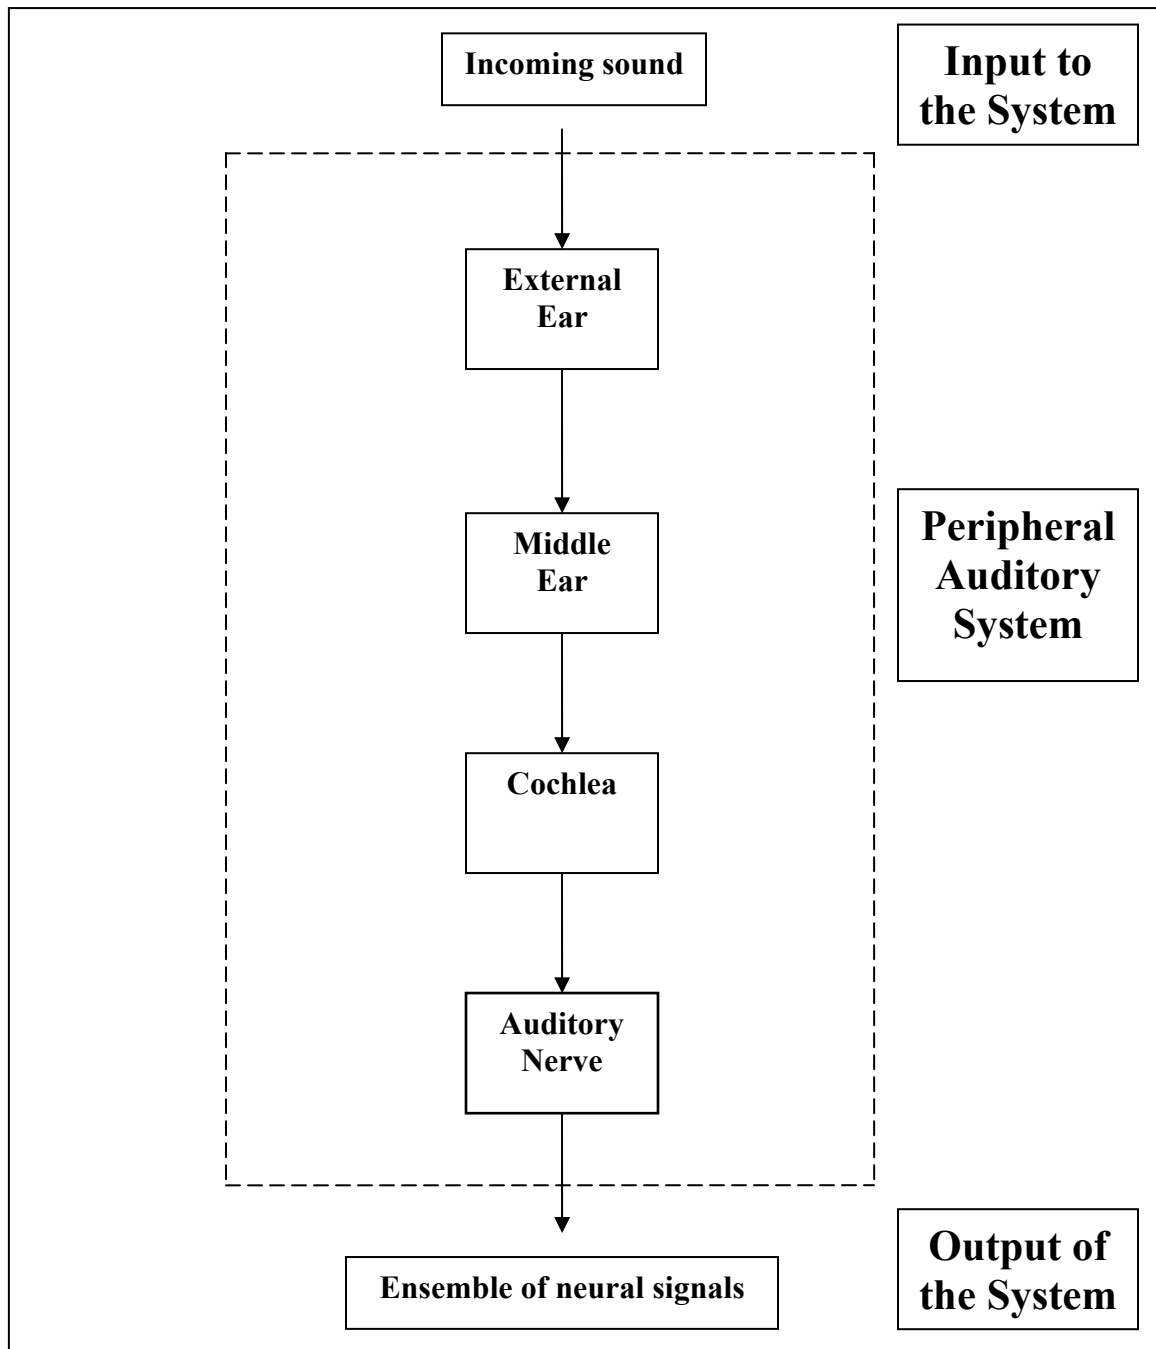 Incoming sound
Input to
the System
External
Ear
Middle
Ear
Peripheral
Auditory
System
Cochlea
Auditory
Nerve
Ensemble of neural signals
Output of
the System